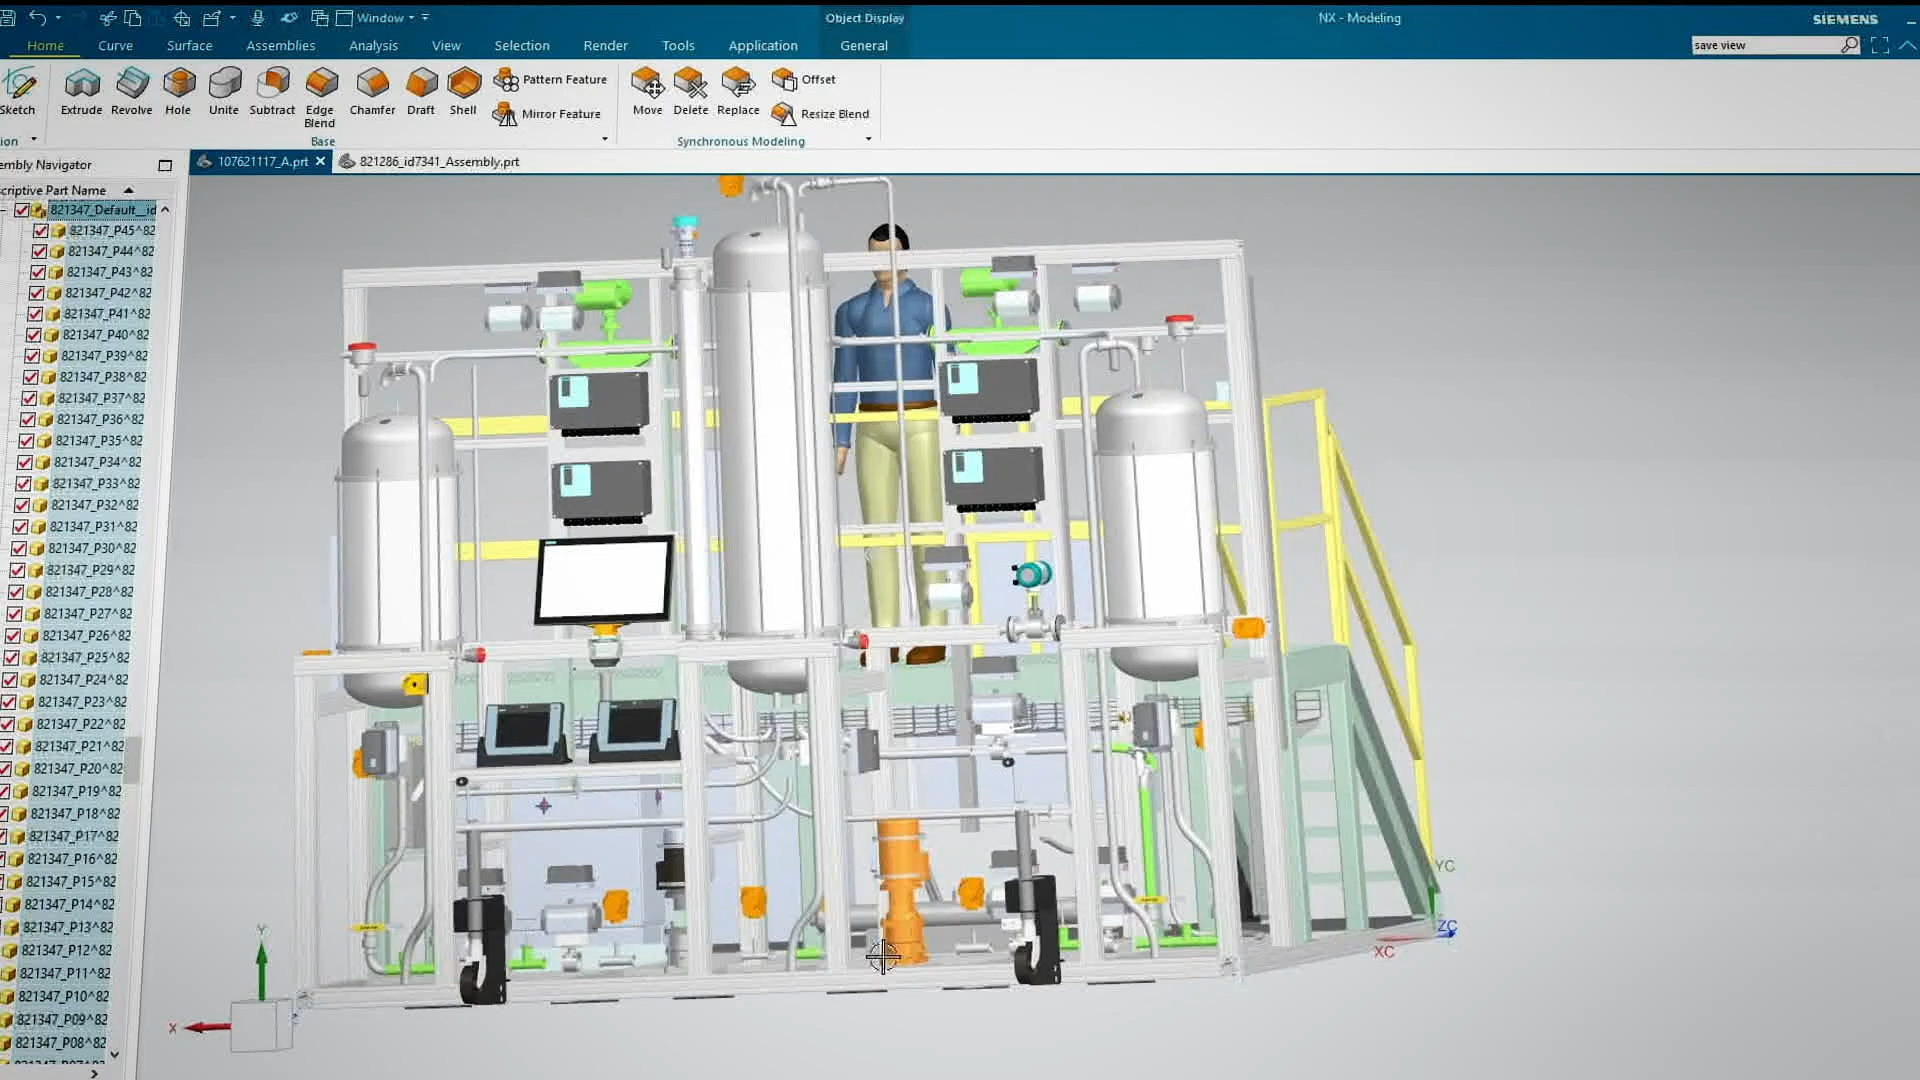 Window
Object Display
NX - Modeling
SIEMENS
Home
Curve
Surface
Assemblies
Analysis
View
Selection
Render
Tools
Application
General
save view
Sketch
Extrude
Revolve
Hole
Unite
Subtract
Edge
Blend
Chamfer
Draft
Shell
Pattern Feature
Mirror Feature
Move
Delete
Replace
Offset
Resize Blend
ion
Base
Synchronous Modeling
embly Navigator
107621117_A.prt
821286_id7341_Assembly.prt
scriptive Part Name
821347_Default__id
821347_P45^82
821347_P44^82
821347_P43^82
821347_P42^82
821347_P41^82
821347_P40^82
821347_P39^82
821347_P38^82
821347_P37^82
821347_P36^82
821347_P35^82
821347_P34^82
821347_P33^82
821347_P32^82
821347_P31^82
821347_P30^82
821347_P29^82
821347_P28^82
821347_P27^82
821347_P26^82
821347_P25^82
821347_P24^82
821347_P23^82
821347_P22^82
821347_P21^82
821347_P20^82
821347_P19^82
821347_P18^82
821347_P17^82
821347_P16^82
821347_P15^82
821347_P14^82
821347_P13^82
821347_P12^82
821347_P11^82
821347_P10^82
821347_P09^82
821347_P08^82
YC
ZC
XC
Y
X